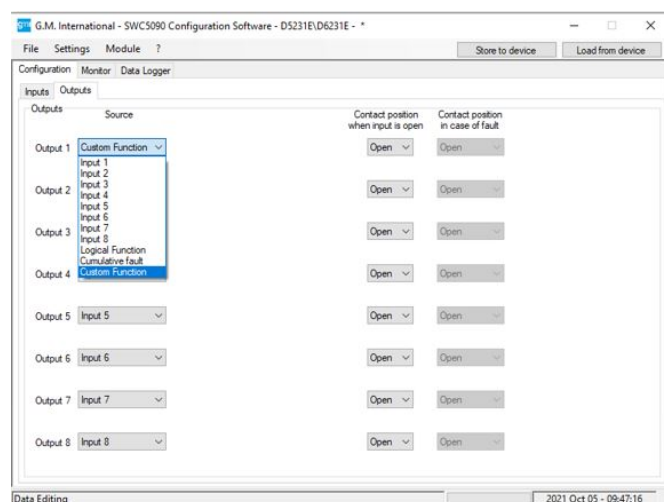 gmi G.M. International - SWC5090 Configuration Software - D5231E\D6231E - *
File Settings Module ? Store to device Load from device
Configuration Monitor Data Logger
Inputs Outputs
Outputs
Source Contact position when input is open Contact position in case of fault
Output 1 Custom Function Open Open
Input 1
Input 2
Input 3
Input 4
Input 5
Input 6
Input 7
Input 8
Logical Function
Cumulative fault
Custom Function
Output 2 Open Open
Output 3 Open Open
Output 4 Open Open
Output 5 Input 5 Open Open
Output 6 Input 6 Open Open
Output 7 Input 7 Open Open
Output 8 Input 8 Open Open
Data Editing 2021 Oct 05 - 09:47:16